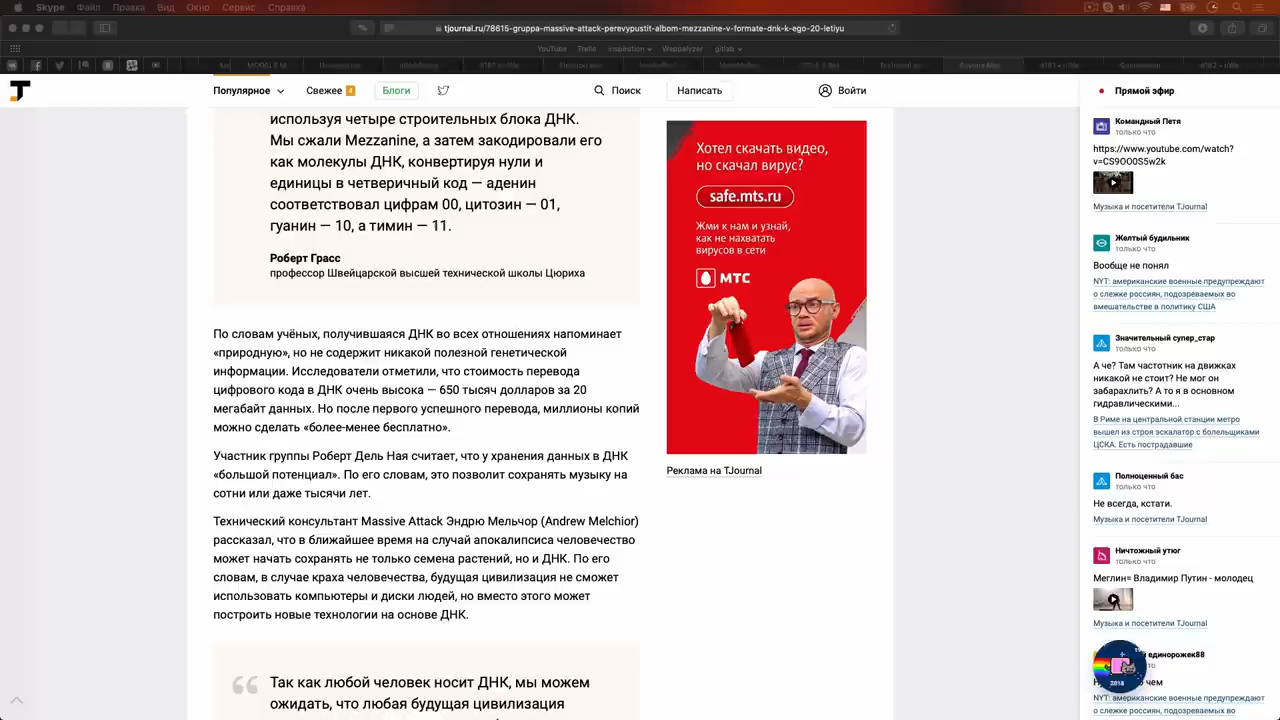 Skype Файл Правка Вид
tjournal.ru/78615-gruppa-massive-attack-perevypustit-albom-mezzanine-v-formate-dnk-k-ego-20-letiyu
YouTube Trello inspiration Wappalyzer gitlab
T
Популярное Свежее Блоги Поиск Написать Войти
используя четыре строительных блока ДНК.
Мы сжали Mezzanine, а затем закодировали его
как молекулы ДНК, конвертируя нули и
единицы в четверичный код — аденин
соответствовал цифрам 00, цитозин — 01,
гуанин — 10, а тимин — 11.
Роберт Грасс
профессор Швейцарской высшей технической школы Цюриха
По словам учёных, получившаяся ДНК во всех отношениях напоминает
«природную», но не содержит никакой полезной генетической
информации. Исследователи отметили, что стоимость перевода
цифрового кода в ДНК очень высока — 650 тысяч долларов за 20
мегабайт данных. Но после первого успешного перевода, миллионы копий
можно сделать «более-менее бесплатно».
Участник группы Роберт Дель Ная считает, что у хранения данных в ДНК
«большой потенциал». По его словам, это позволит сохранять музыку на
сотни или даже тысячи лет.
Технический консультант Massive Attack Эндрю Мельчор (Andrew Melchior)
рассказал, что в ближайшее время на случай апокалипсиса человечество
может начать сохранять не только семена растений, но и ДНК. По его
словам, в случае краха человечества, будущая цивилизация не сможет
использовать компьютеры и диски людей, но вместо этого может
построить новые технологии на основе ДНК.
Так как любой человек носит ДНК, мы можем
ожидать, что любая будущая цивилизация
Хотел скачать видео,
но скачал вирус?
safe.mts.ru
Жми к нам и узнай,
как не нахватать
вирусов в сети
МТС
Реклама на TJournal
Прямой эфир
Командный Петя
только что
https://www.youtube.com/watch?
v=CS9OO0S5w2k
Музыка и посетители TJournal
Желтый будильник
только что
Вообще не понял
NYT: американские военные предупреждают
о слежке россиян, подозреваемых во
вмешательстве в политику США
Значительный супер_стар
только что
А че? Там частотник на движках
никакой не стоит? Не мог он
забарахлить? А то я в основном
гидравлическими...
В Риме на центральной станции метро
вышел из строя эскалатор с болельщиками
ЦСКА. Есть пострадавшие
Полноценный бас
только что
Не всегда, кстати.
Музыка и посетители TJournal
Ничтожный утюг
только что
Меглин= Владимир Путин - молодец
Музыка и посетители TJournal
единорожек88
2018
чем
NYT: американские военные предупреждают
о слежке россиян, подозреваемых во